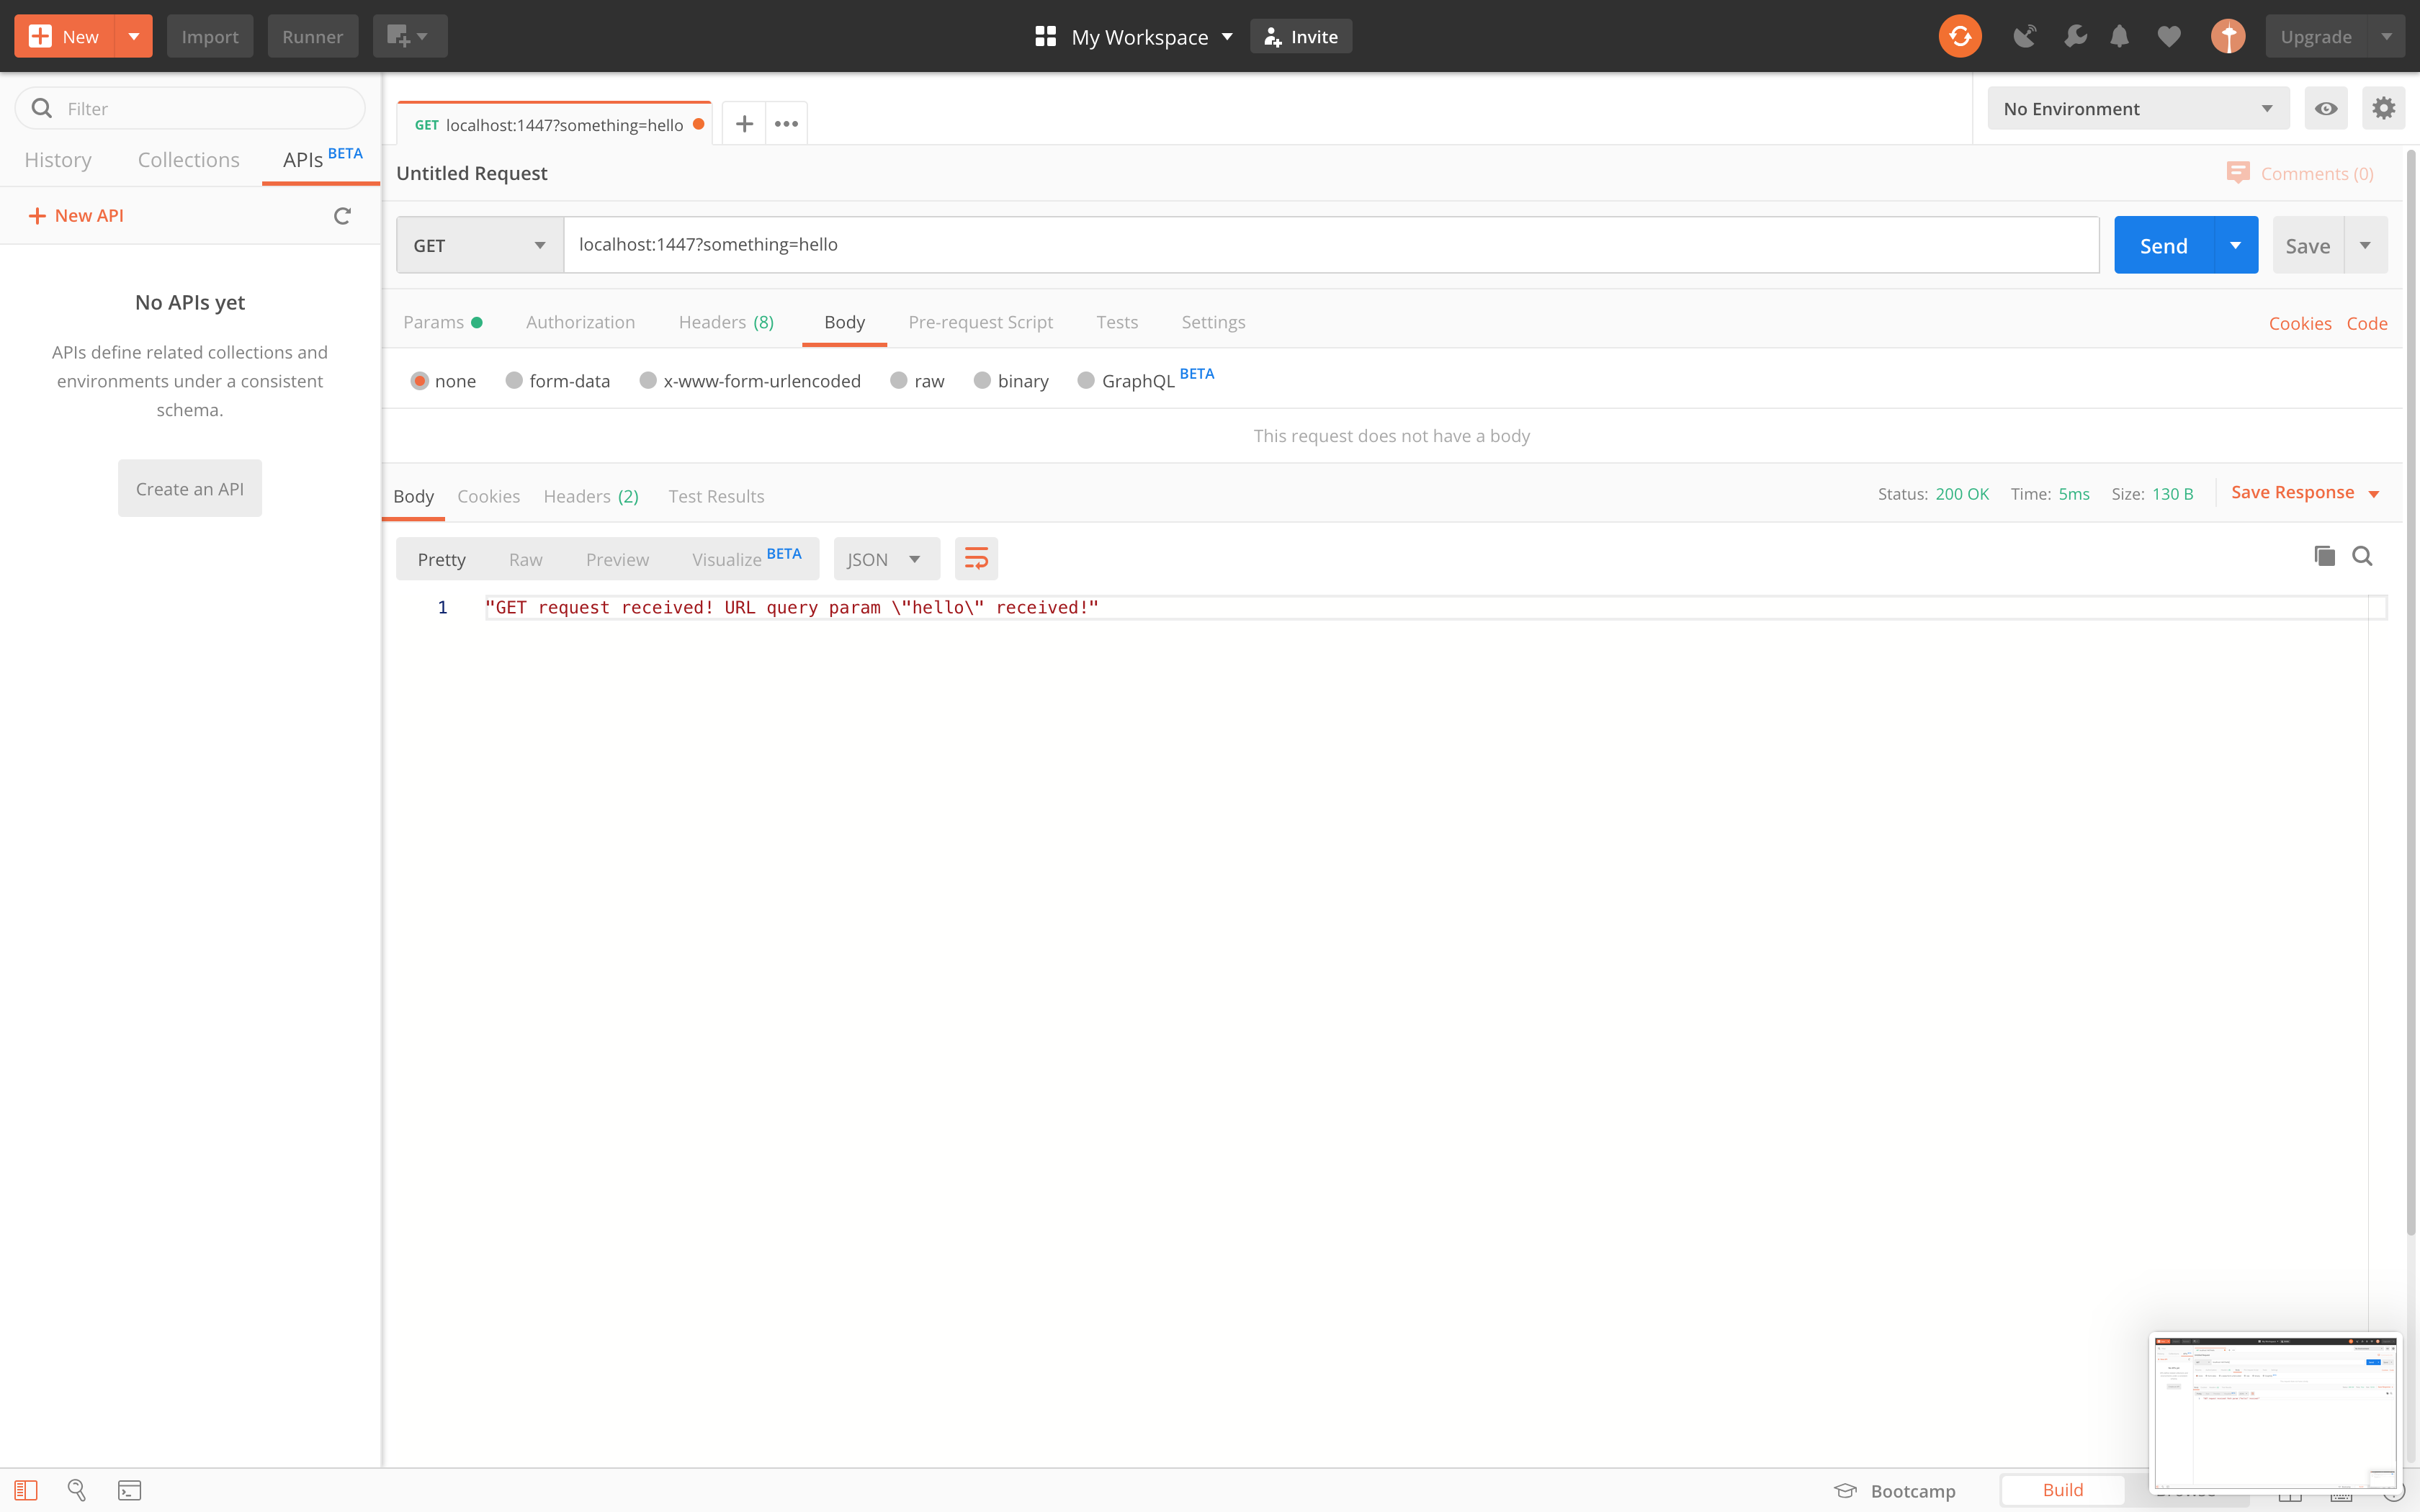 New Import Runner My Workspace Invite Upgrade
Filter
History Collections APIs BETA
New API
No APIs yet
APIs define related collections and
environments under a consistent
schema.
Create an API
GET localhost:1447?something=hello
No Environment
Untitled Request
Comments (0)
GET localhost:1447?something=hello Send Save
Params Authorization Headers (8) Body Pre-request Script Tests Settings Cookies Code
none form-data x-www-form-urlencoded raw binary GraphQL BETA
This request does not have a body
Body Cookies Headers (2) Test Results Status: 200 OK Time: 5ms Size: 130 B Save Response
Pretty Raw Preview Visualize BETA JSON
1 "GET request received! URL query param \"hello\" received!"
Bootcamp Build